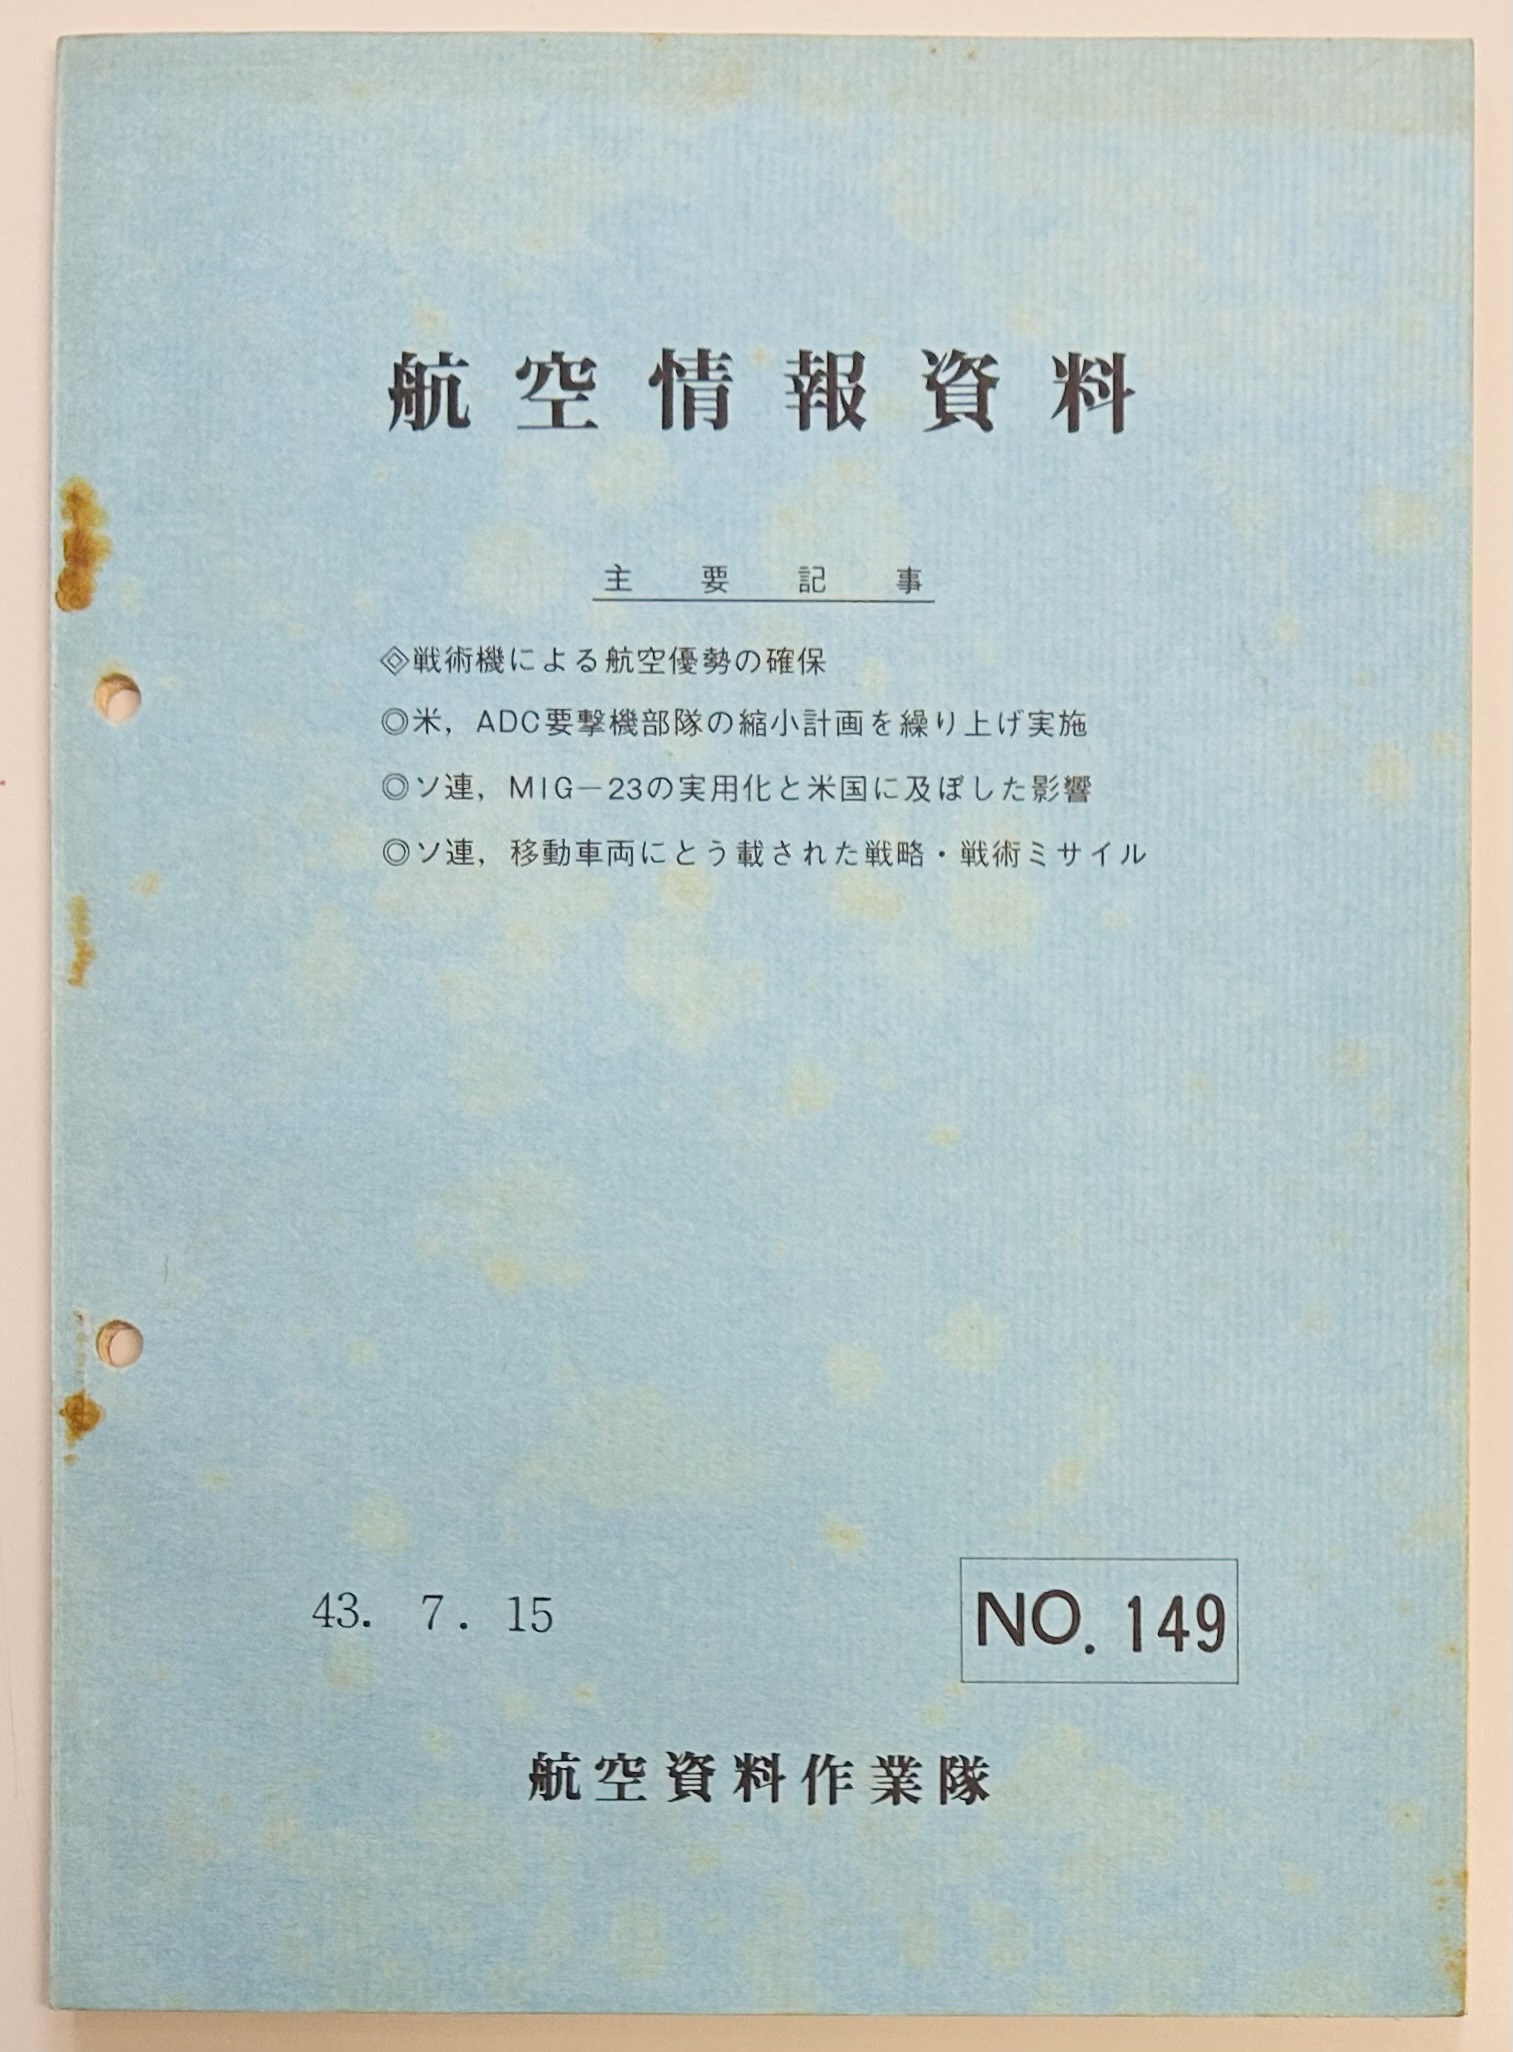 航空情報資料
主要記事
◈戦術機による航空優勢の確保
◎米，ADC要撃機部隊の縮小計画を繰り上げ実施
◎ソ連，MIG－23の実用化と米国に及ぼした影響
◎ソ連，移動車両にとう載された戦略・戦術ミサイル
43. 7. 15
NO. 149
航空資料作業隊